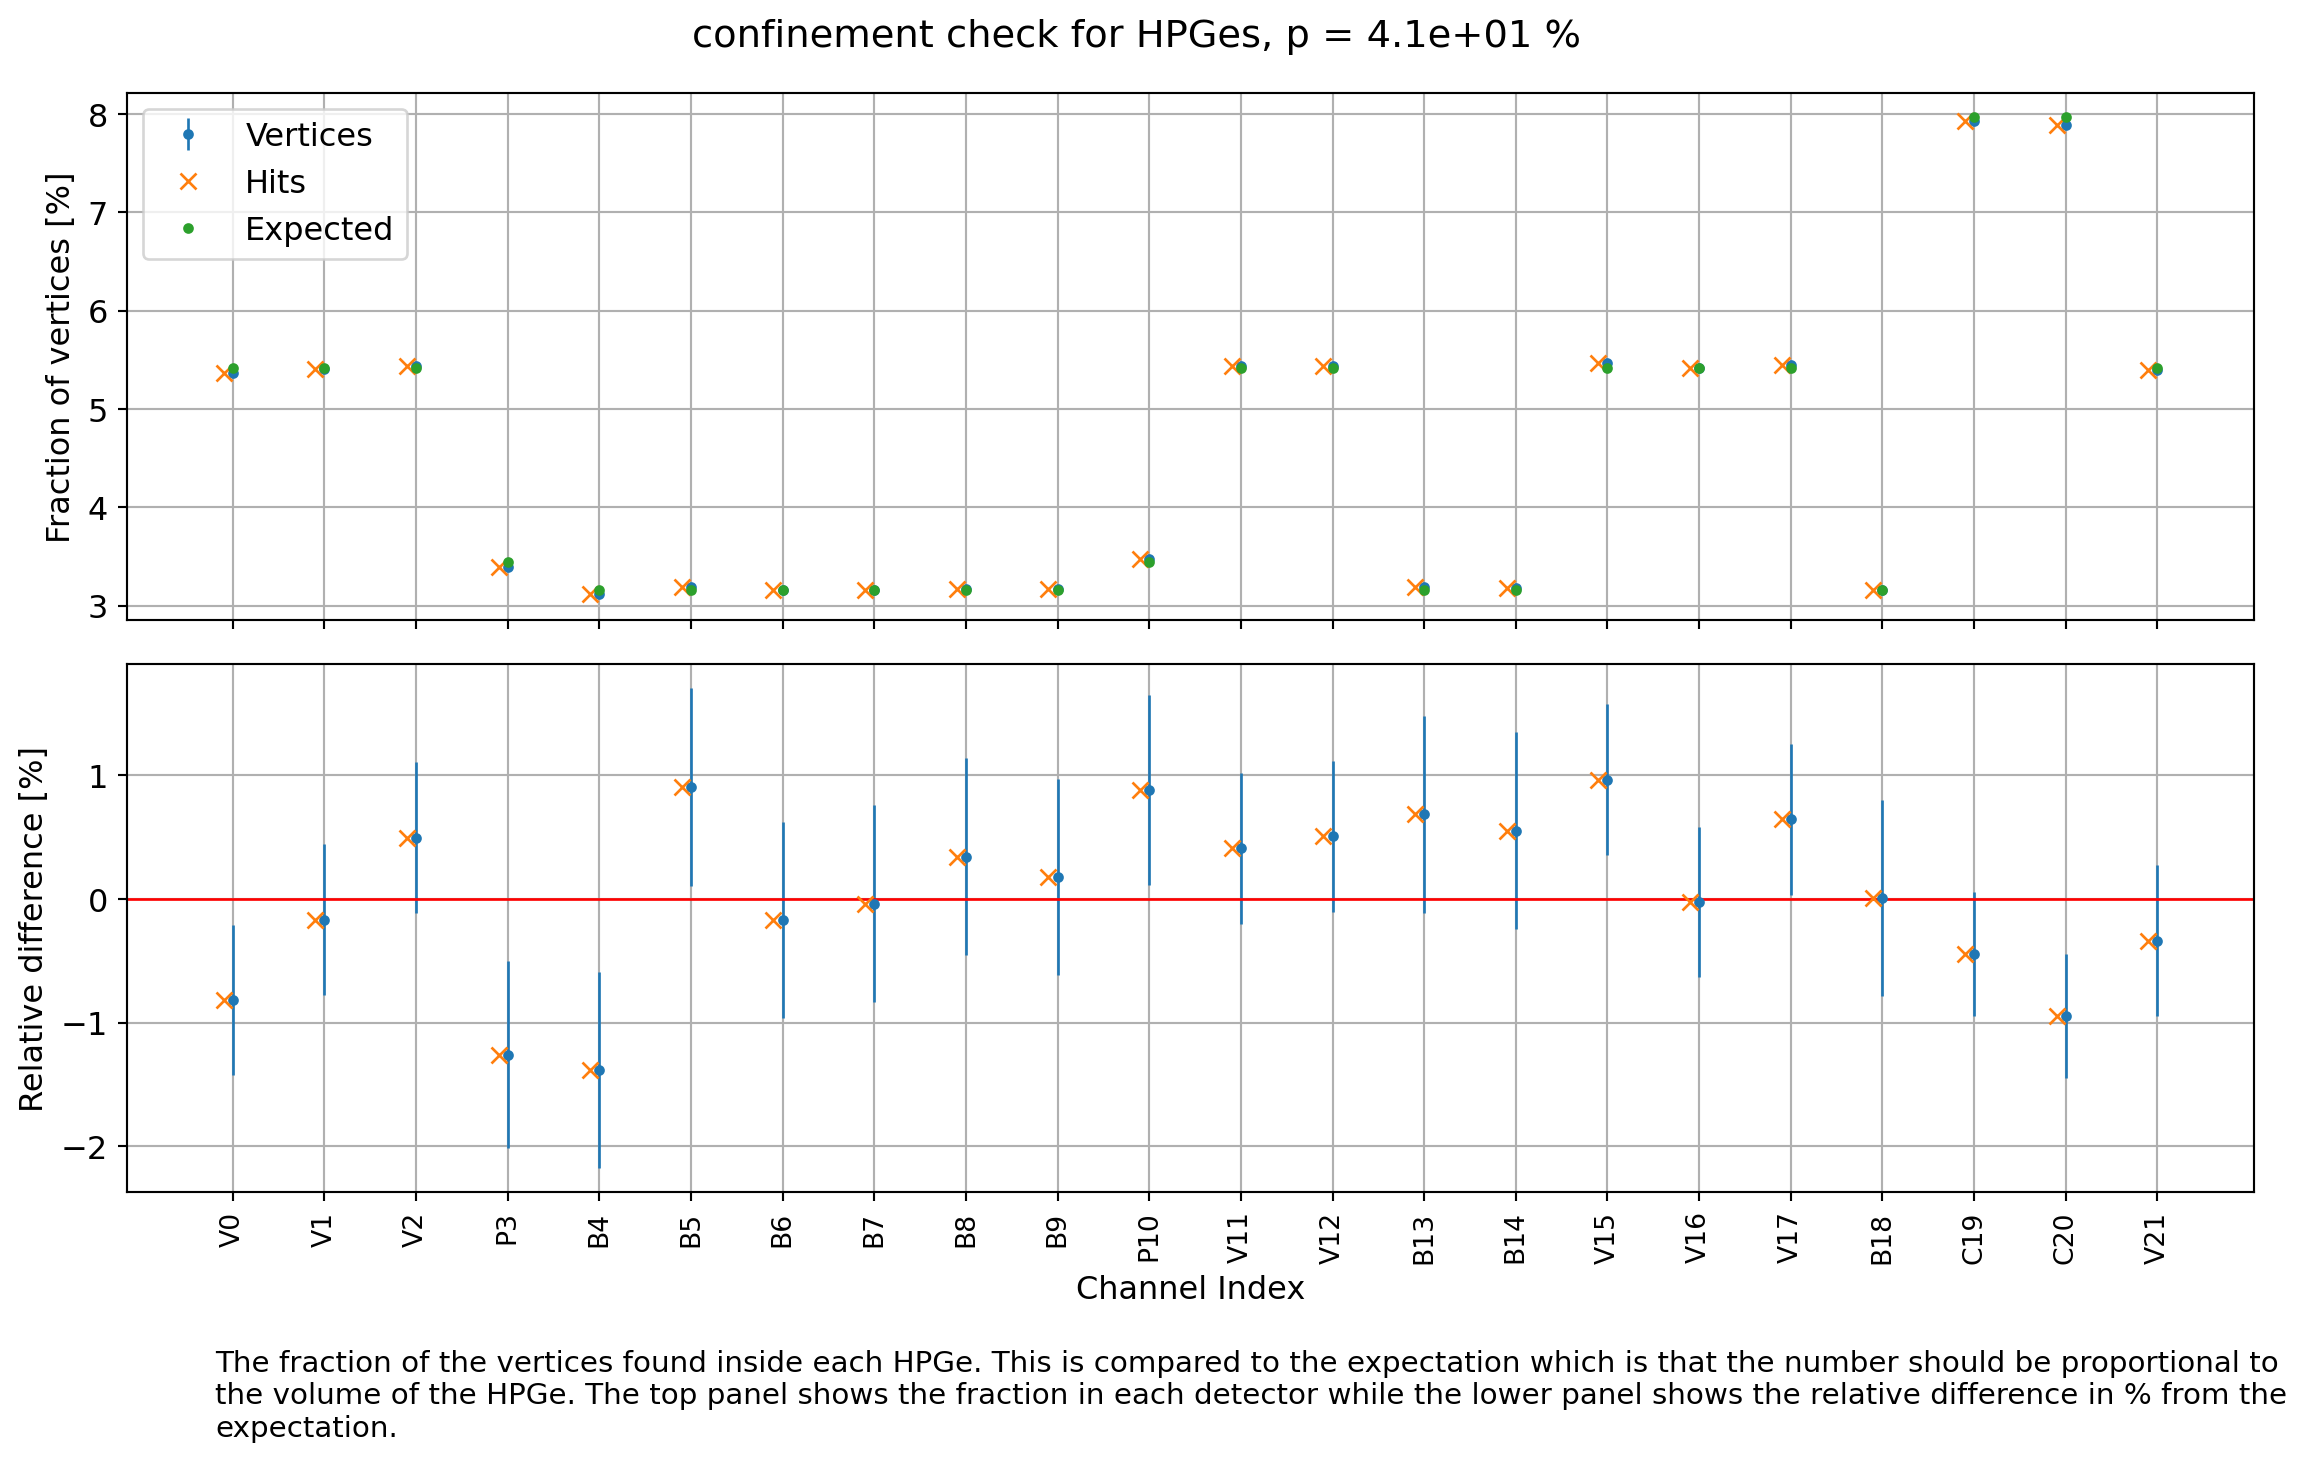 confinement check for HPGes, p = 4.1e+01 %
Fraction of vertices [%]
8
7
6
5
4
3
Vertices
Hits
Expected
Relative difference [%]
1
0
−1
−2
V0
V1
V2
P3
B4
B5
B6
B7
B8
B9
P10
V11
V12
B13
B14
V15
V16
V17
B18
C19
C20
V21
Channel Index
The fraction of the vertices found inside each HPGe. This is compared to the expectation which is that the number should be proportional to
the volume of the HPGe. The top panel shows the fraction in each detector while the lower panel shows the relative difference in % from the
expectation.